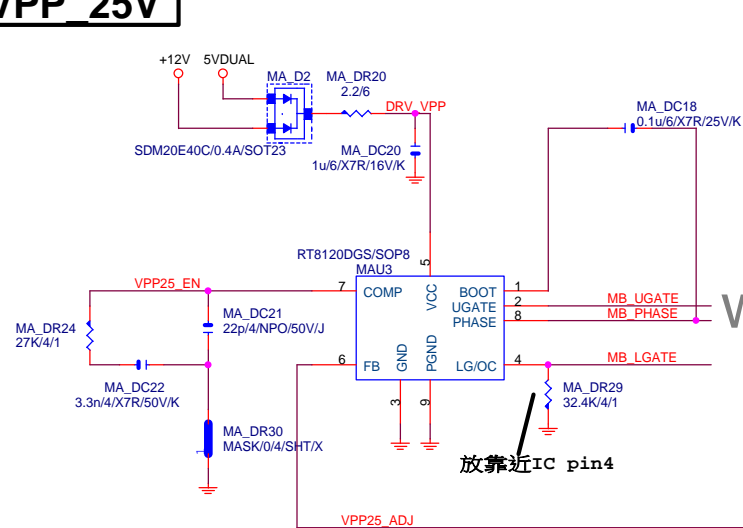 VPP_25V
+12V 5VDUAL
MA_D2
MA_DR20
2.2/6
DRV_VPP
MA_DC18
0.1u/6/X7R/25V/K
SDM20E40C/0.4A/SOT23
MA_DC20
1u/6/X7R/16V/K
RT8120DGS/SOP8
MAU3
5
VPP25_EN
7
COMP
VCC
BOOT
1
UGATE
2
MB_UGATE
PHASE
8
MB_PHASE
V
MA_DR24
27K/4/1
MA_DC21
22p/4/NPO/50V/J
MA_DC22
3.3n/4/X7R/50V/K
6
FB
GND
PGND
LG/OC
4
MB_LGATE
3
9
MA_DR29
32.4K/4/1
MA_DR30
MASK/0/4/SHT/X
放靠近IC pin4
VPP25_ADJ